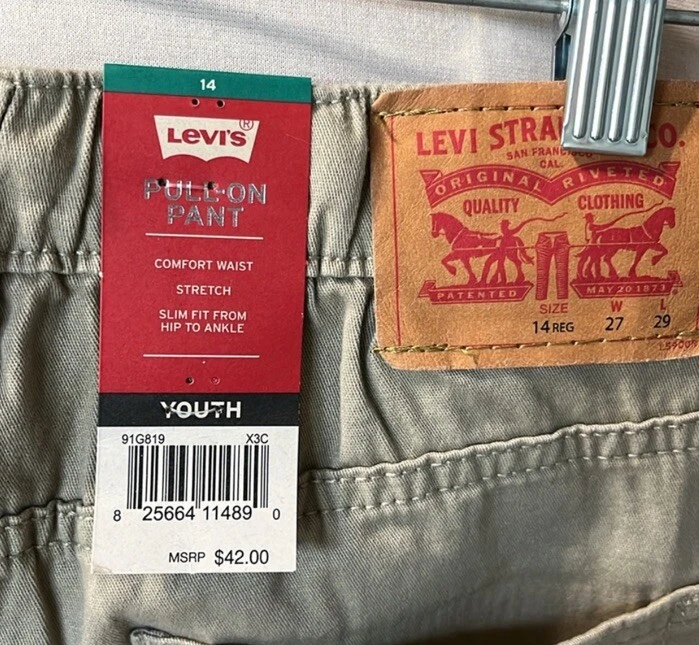 14
LEVI'S®
PULL-ON
PANT
COMFORT WAIST
STRETCH
SLIM FIT FROM
HIP TO ANKLE
YOUTH
91G819 X3C
8 25664 11489 0
MSRP $42.00
LEVI CO.
SAN FRANCISCO
CAL.
ORIGINAL RIVETED
QUALITY CLOTHING
PATENTED MAY 20 1873
SIZE W L
14 REG 27 29